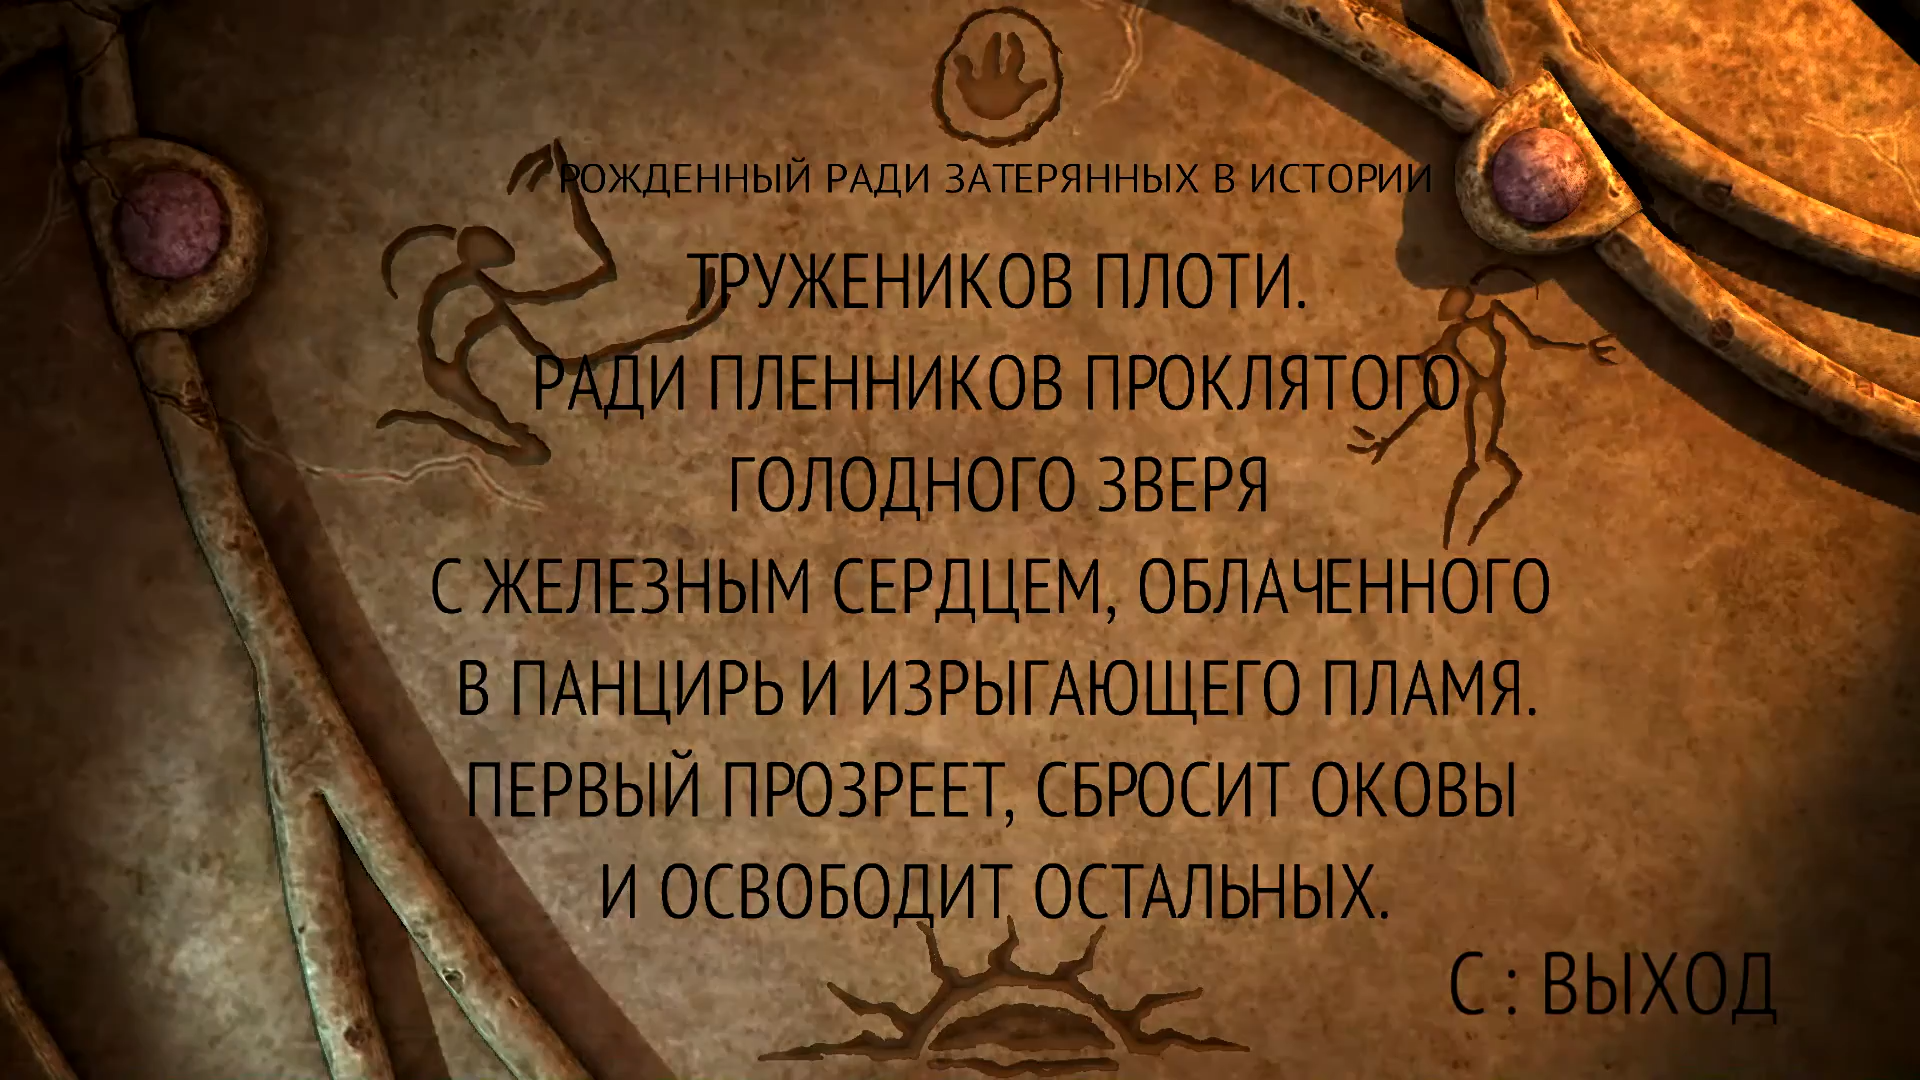 РОЖДЕННЫЙ РАДИ ЗАТЕРЯННЫХ В ИСТОРИИ
ТРУЖЕНИКОВ ПЛОТИ.
РАДИ ПЛЕННИКОВ ПРОКЛЯТОГО
ГОЛОДНОГО ЗВЕРЯ
С ЖЕЛЕЗНЫМ СЕРДЦЕМ, ОБЛАЧЕННОГО
В ПАНЦИРЬ И ИЗРЫГАЮЩЕГО ПЛАМЯ.
ПЕРВЫЙ ПРОЗРЕЕТ, СБРОСИТ ОКОВЫ
И ОСВОБОДИТ ОСТАЛЬНЫХ.
С : ВЫХОД